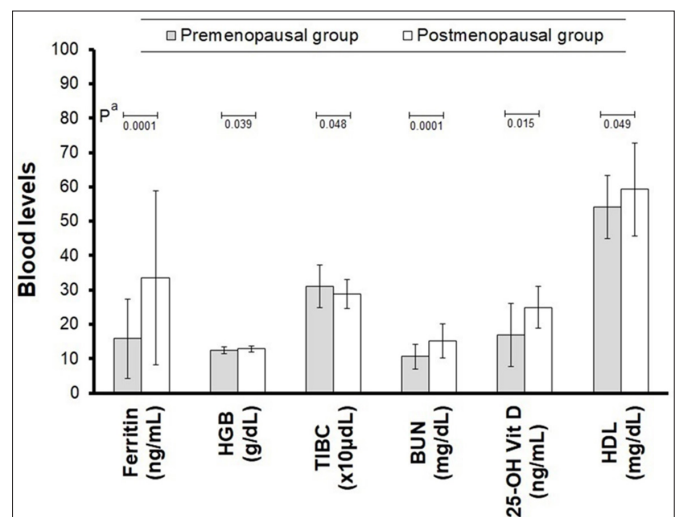 Premenopausal group Postmenopausal group
100
90
80
70
60
50
40
30
20
10
0
Blood levels
Pa
0.0001 0.039 0.048 0.0001 0.015 0.049
Ferritin
(ng/mL)
HGB
(g/dL)
TIBC
(x10µdL)
BUN
(mg/dL)
25-OH Vit D
(ng/mL)
HDL
(mg/dL)